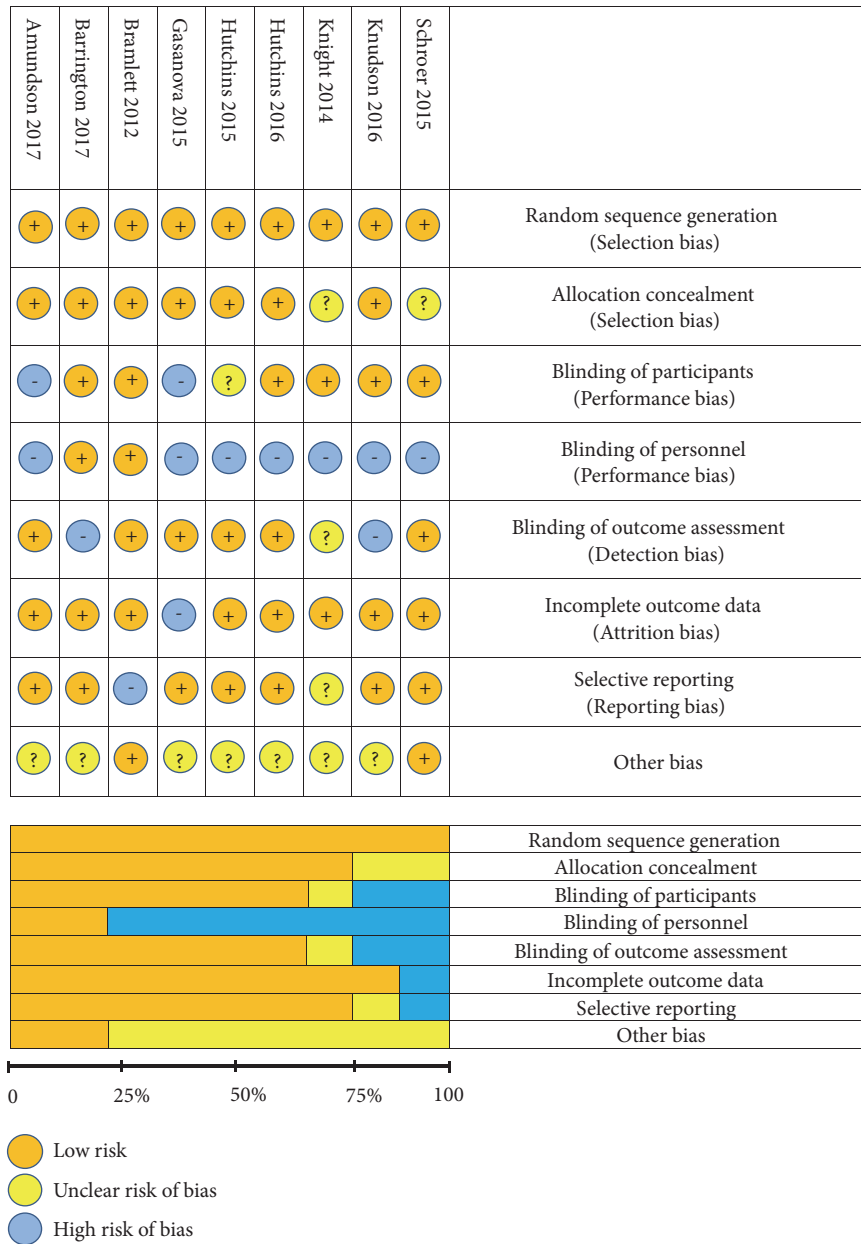 Amundson 2017
Barrington 2017
Bramlett 2012
Gasanova 2015
Hutchins 2015
Hutchins 2016
Knight 2014
Knudson 2016
Schroer 2015
+ + + + + + + + + Random sequence generation
(Selection bias)
+ + + + + + ? + ? Allocation concealment
(Selection bias)
- + + - ? + + + + Blinding of participants
(Performance bias)
- + + - - - - - - Blinding of personnel
(Performance bias)
+ - + + + + ? - + Blinding of outcome assessment
(Detection bias)
+ + + - + + + + + Incomplete outcome data
(Attrition bias)
+ + - + + + ? + + Selective reporting
(Reporting bias)
? ? + ? ? ? ? ? + Other bias
Random sequence generation
Allocation concealment
Blinding of participants
Blinding of personnel
Blinding of outcome assessment
Incomplete outcome data
Selective reporting
Other bias
0 25% 50% 75% 100
Low risk
Unclear risk of bias
High risk of bias